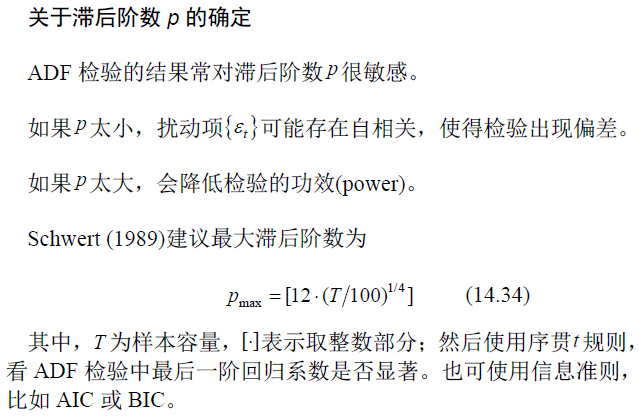 关于滞后阶数 p 的确定
ADF 检验的结果常对滞后阶数 p 很敏感。
如果 p 太小，扰动项{εt}可能存在自相关，使得检验出现偏差。
如果 p 太大，会降低检验的功效(power)。
Schwert (1989)建议最大滞后阶数为
pmax = [12·(T/100)^1/4] (14.34)
其中，T 为样本容量，[·]表示取整数部分；然后使用序贯 t 规则，
看 ADF 检验中最后一阶回归系数是否显著。也可使用信息准则，
比如 AIC 或 BIC。